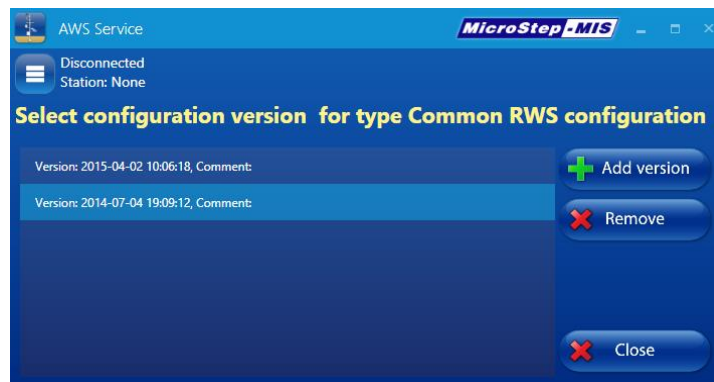 AWS Service
MicroStep-MIS
Disconnected
Station: None
Select configuration version for type Common RWS configuration
Version: 2015-04-02 10:06:18, Comment:
Version: 2014-07-04 19:09:12, Comment:
Add version
Remove
Close